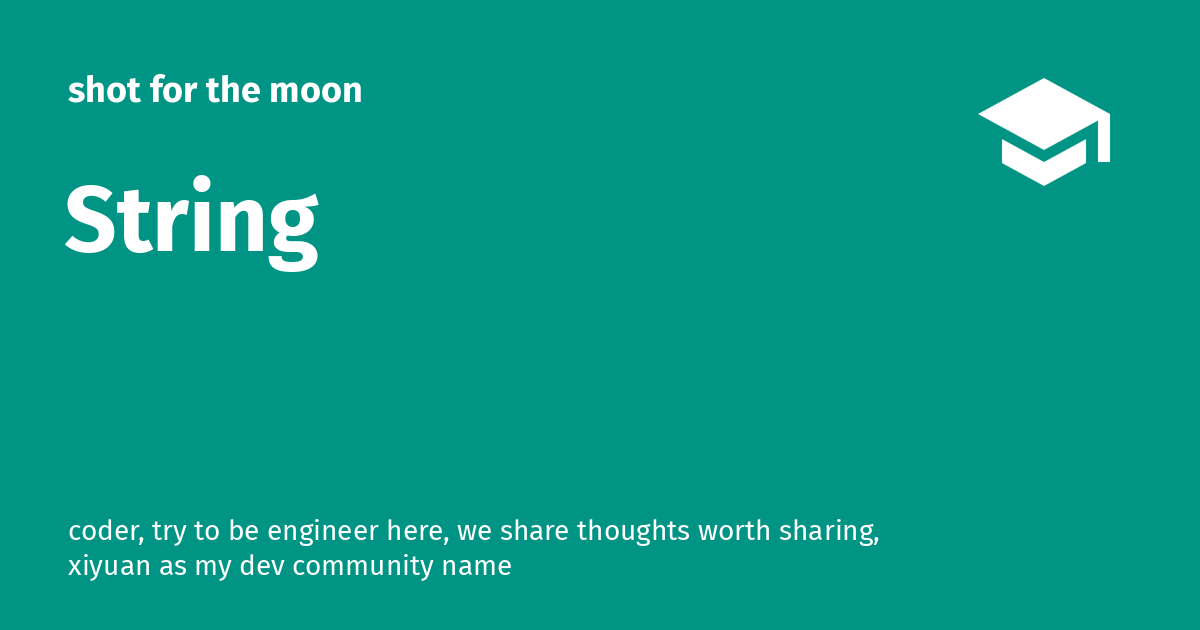 shot for the moon
String
coder, try to be engineer here, we share thoughts worth sharing,
xiyuan as my dev community name